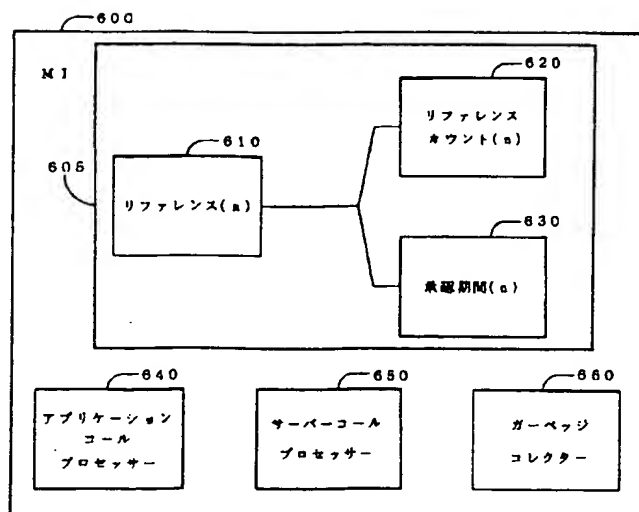 600
MI
605
610
リファレンス(n)
620
リファレンス
カウント(n)
630
承認期間(n)
640
アプリケーション
コール
プロセッサー
650
サーバーコール
プロセッサー
660
ガーベッジ
コレクター